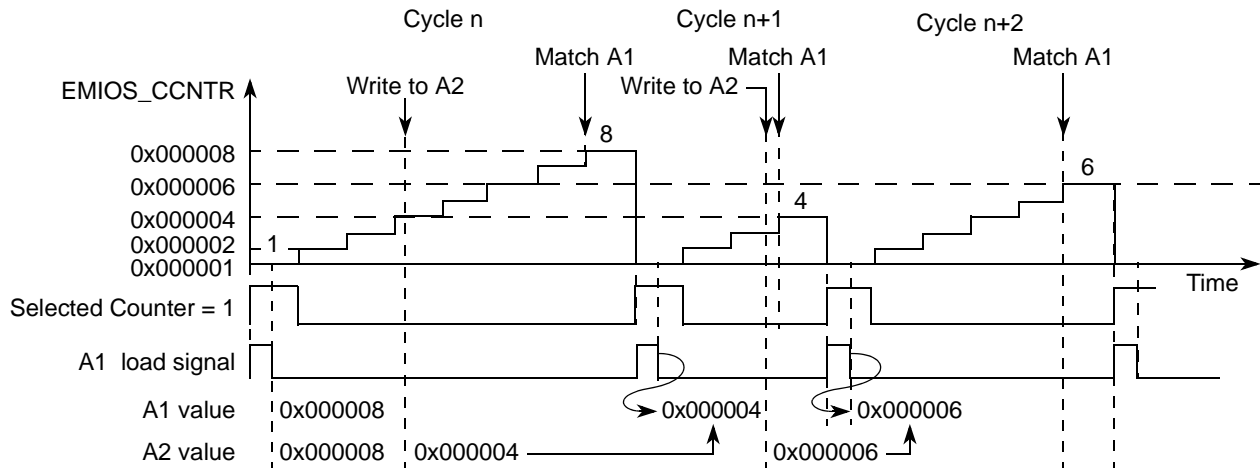 Cycle n Cycle n+1 Cycle n+2
Match A1 Match A1 Match A1
EMIOS_CCNTR Write to A2 Write to A2
0x000008 8
0x000006 6
0x000004 4
0x000002 1
0x000001
Time
Selected Counter = 1
A1 load signal
A1 value 0x000008 0x000004 0x000006
A2 value 0x000008 0x000004 0x000006